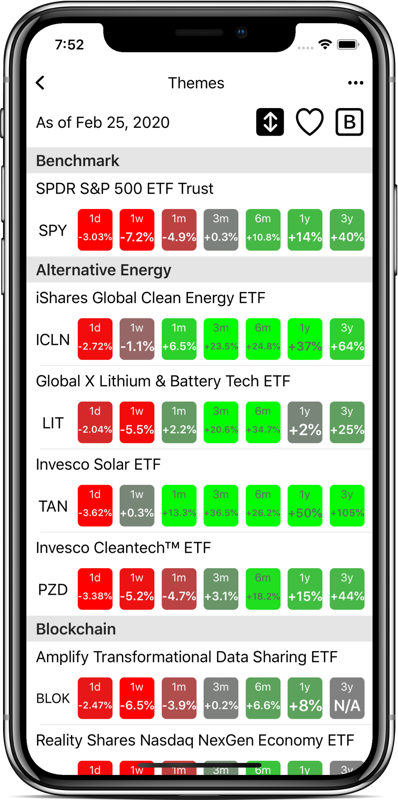 7:52
Themes
As of Feb 25, 2020
B
Benchmark
SPDR S&P 500 ETF Trust
SPY 1d -3.03% 1w -7.2% 1m -4.9% 3m +0.3% 6m +10.8% 1y +14% 3y +40%
Alternative Energy
iShares Global Clean Energy ETF
ICLN 1d -2.72% 1w -1.1% 1m +6.5% 3m +23.5% 6m +24.8% 1y +37% 3y +64%
Global X Lithium & Battery Tech ETF
LIT 1d -2.04% 1w -5.5% 1m +2.2% 3m +20.6% 6m +34.7% 1y +2% 3y +25%
Invesco Solar ETF
TAN 1d -3.62% 1w +0.3% 1m +13.3% 3m +36.5% 6m +26.2% 1y +50% 3y +105%
Invesco Cleantech™ ETF
PZD 1d -3.38% 1w -5.2% 1m -4.7% 3m +3.1% 6m +18.2% 1y +15% 3y +44%
Blockchain
Amplify Transformational Data Sharing ETF
BLOK 1d -2.47% 1w -6.5% 1m -3.9% 3m +0.2% 6m +6.6% 1y +8% 3y N/A
Reality Shares Nasdaq NexGen Economy ETF
1d 1w 1m 3m 6m 1y 3y